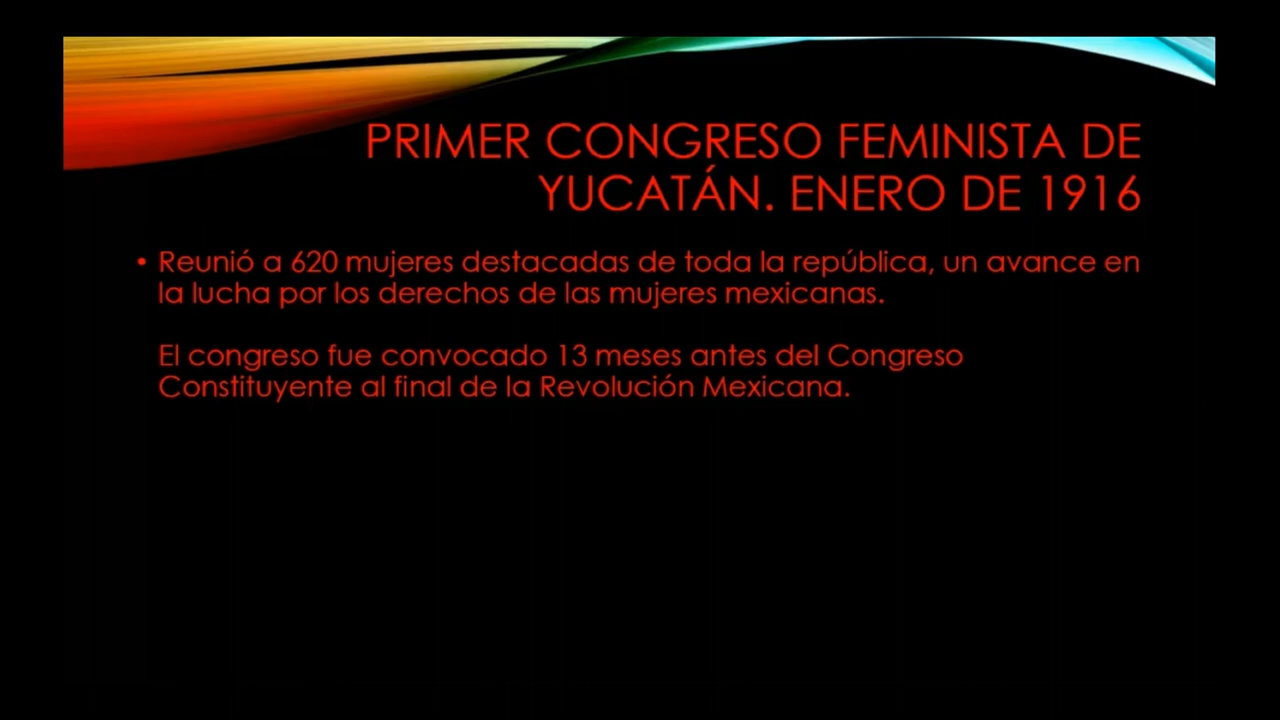 PRIMER CONGRESO FEMINISTA DE
YUCATÁN. ENERO DE 1916
• Reunió a 620 mujeres destacadas de toda la república, un avance en
la lucha por los derechos de las mujeres mexicanas.
El congreso fue convocado 13 meses antes del Congreso
Constituyente al final de la Revolución Mexicana.